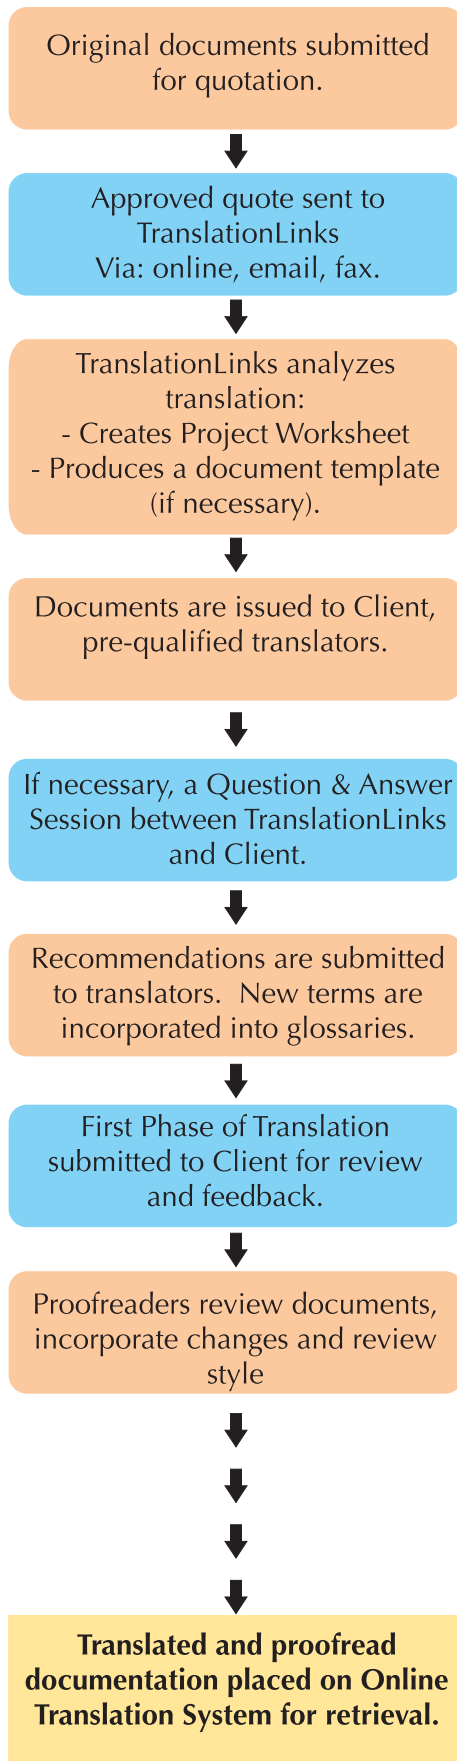 Original documents submitted
for quotation.
Approved quote sent to
TranslationLinks
Via: online, email, fax.
TranslationLinks analyzes
translation:
- Creates Project Worksheet
- Produces a document template
(if necessary).
Documents are issued to Client,
pre-qualified translators.
If necessary, a Question & Answer
Session between TranslationLinks
and Client.
Recommendations are submitted
to translators.  New terms are
incorporated into glossaries.
First Phase of Translation
submitted to Client for review
and feedback.
Proofreaders review documents,
incorporate changes and review
style
Translated and proofread
documentation placed on Online
Translation System for retrieval.